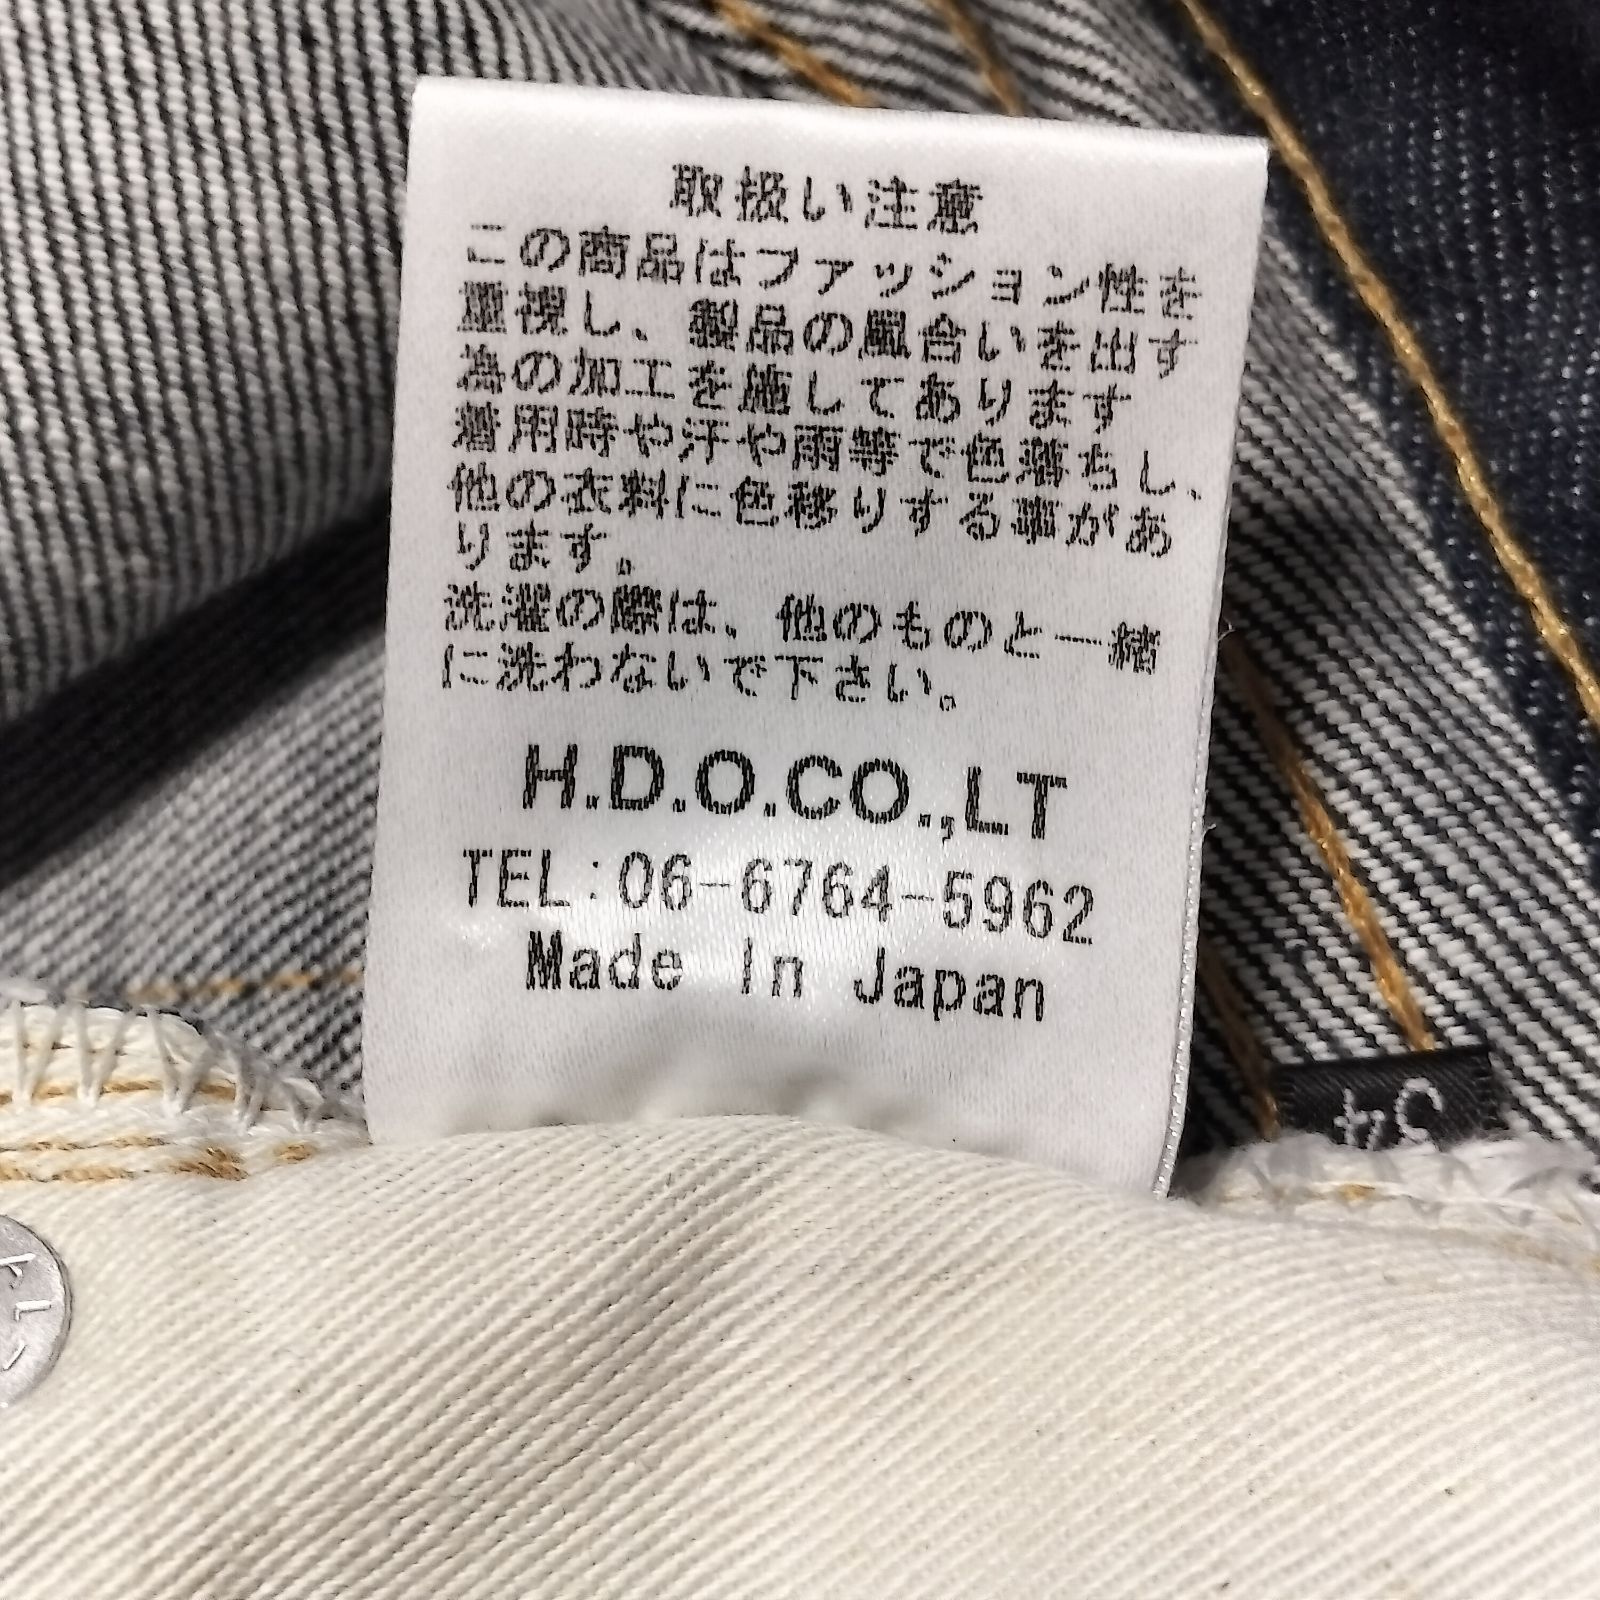 取扱い注意
この商品はファッション性を
重視し、製品の風合いを出す
為の加工を施してあります
着用時や汗や雨等で色落ちし、
他の衣料に色移りする事があ
ります。
洗濯の際は、他のものと一緒
に洗わないで下さい。
H.D.O.CO.,LT
TEL:06-6764-5962
Made In Japan
34